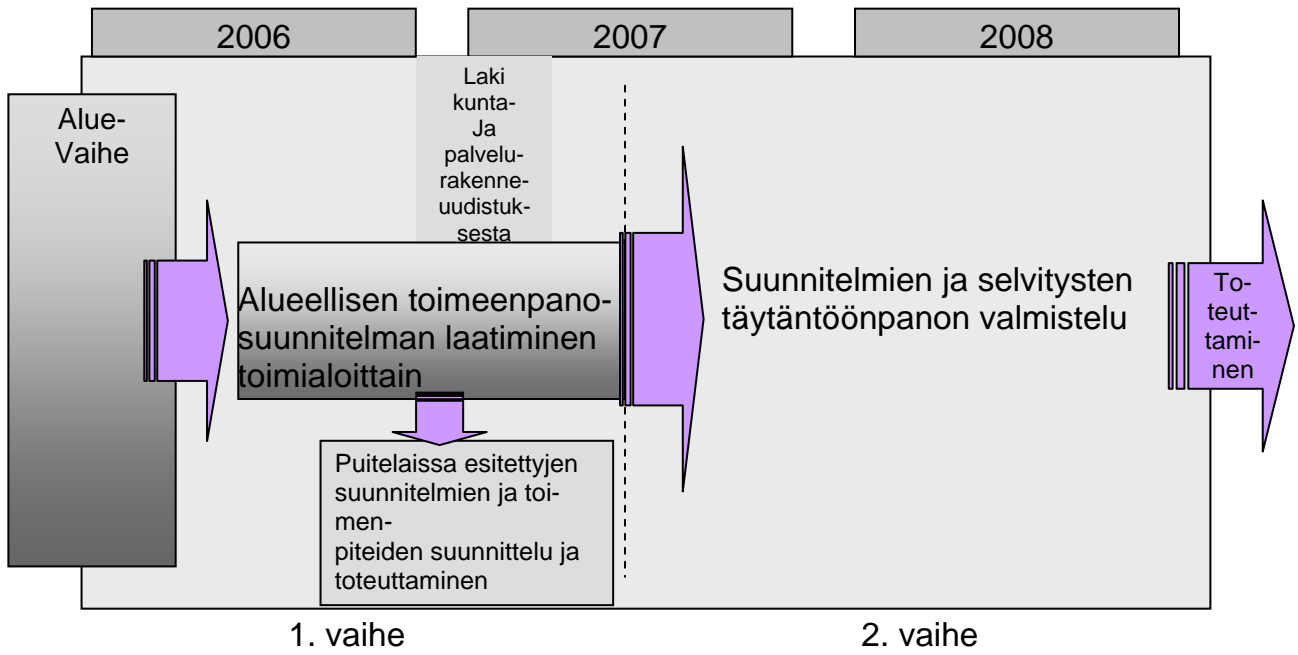 2006
2007
2008
Alue-
Vaihe
Laki
kunta-
Ja
palvelu-
rakenne-
uudistuk-
sesta
Alueellisen toimeenpano-
suunnitelman laatiminen
toimialoittain
Suunnitelmien ja selvitysten
täytäntöönpanon valmistelu
To-
teut-
tami-
nen
Puitelaissa esitettyjen
suunnitelmien ja toi-
men-
piteiden suunnittelu ja
toteuttaminen
1. vaihe
2. vaihe